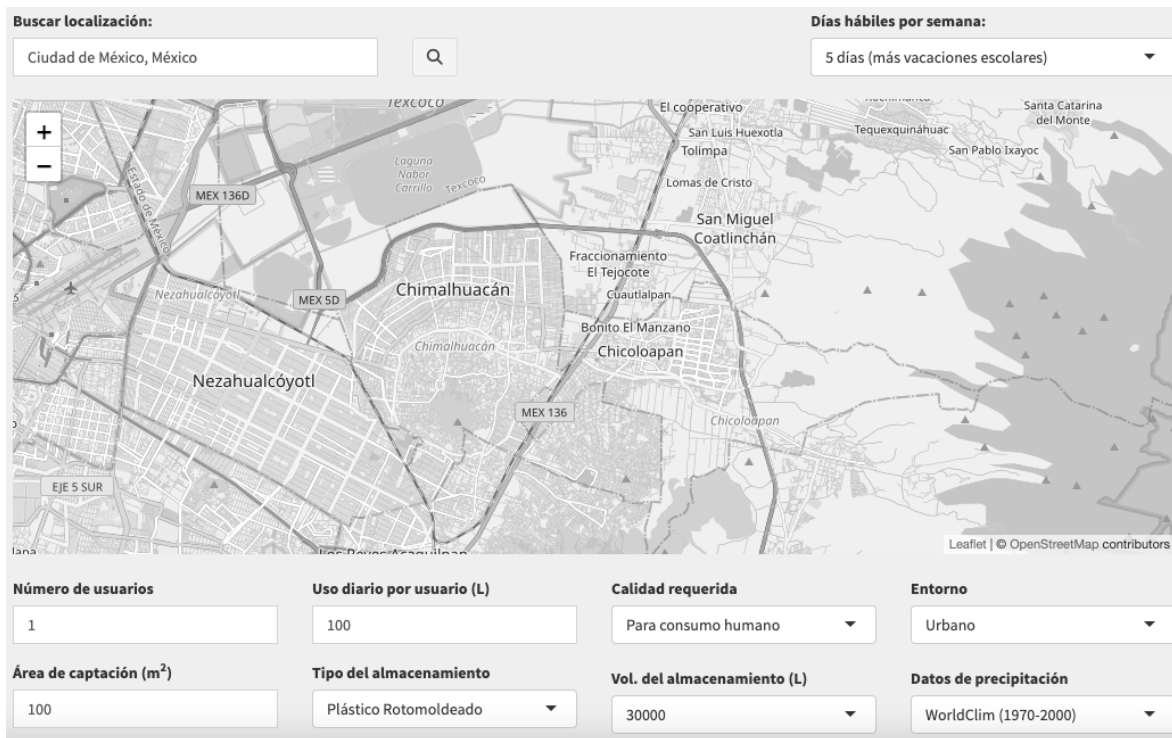 Buscar localización:
Días hábiles por semana:
Ciudad de México, México
5 días (más vacaciones escolares)
+
−
Texcoco
El cooperativo
Santa Catarina
del Monte
San Luis Huexotla
Tequexquináhuac
Tolimpa
San Pablo Ixayoc
Laguna
Nabor
Carrillo
Texcoco
Lomas de Cristo
MEX 136D
Estado de México
San Miguel
Coatlinchán
Fraccionamiento
El Tejocote
Chimalhuacán
Cuautlalpan
Nezahualcóyotl
MEX 5D
Bonito El Manzano
Chimalhuacán
Chicoloapan
Nezahualcóyotl
MEX 136
Chicoloapan
EJE 5 SUR
Los Reyes Acaquilpan
Leaflet | © OpenStreetMap contributors
Número de usuarios
Uso diario por usuario (L)
Calidad requerida
Entorno
1
100
Para consumo humano
Urbano
Área de captación (m²)
Tipo del almacenamiento
Vol. del almacenamiento (L)
Datos de precipitación
100
Plástico Rotomoldeado
30000
WorldClim (1970-2000)